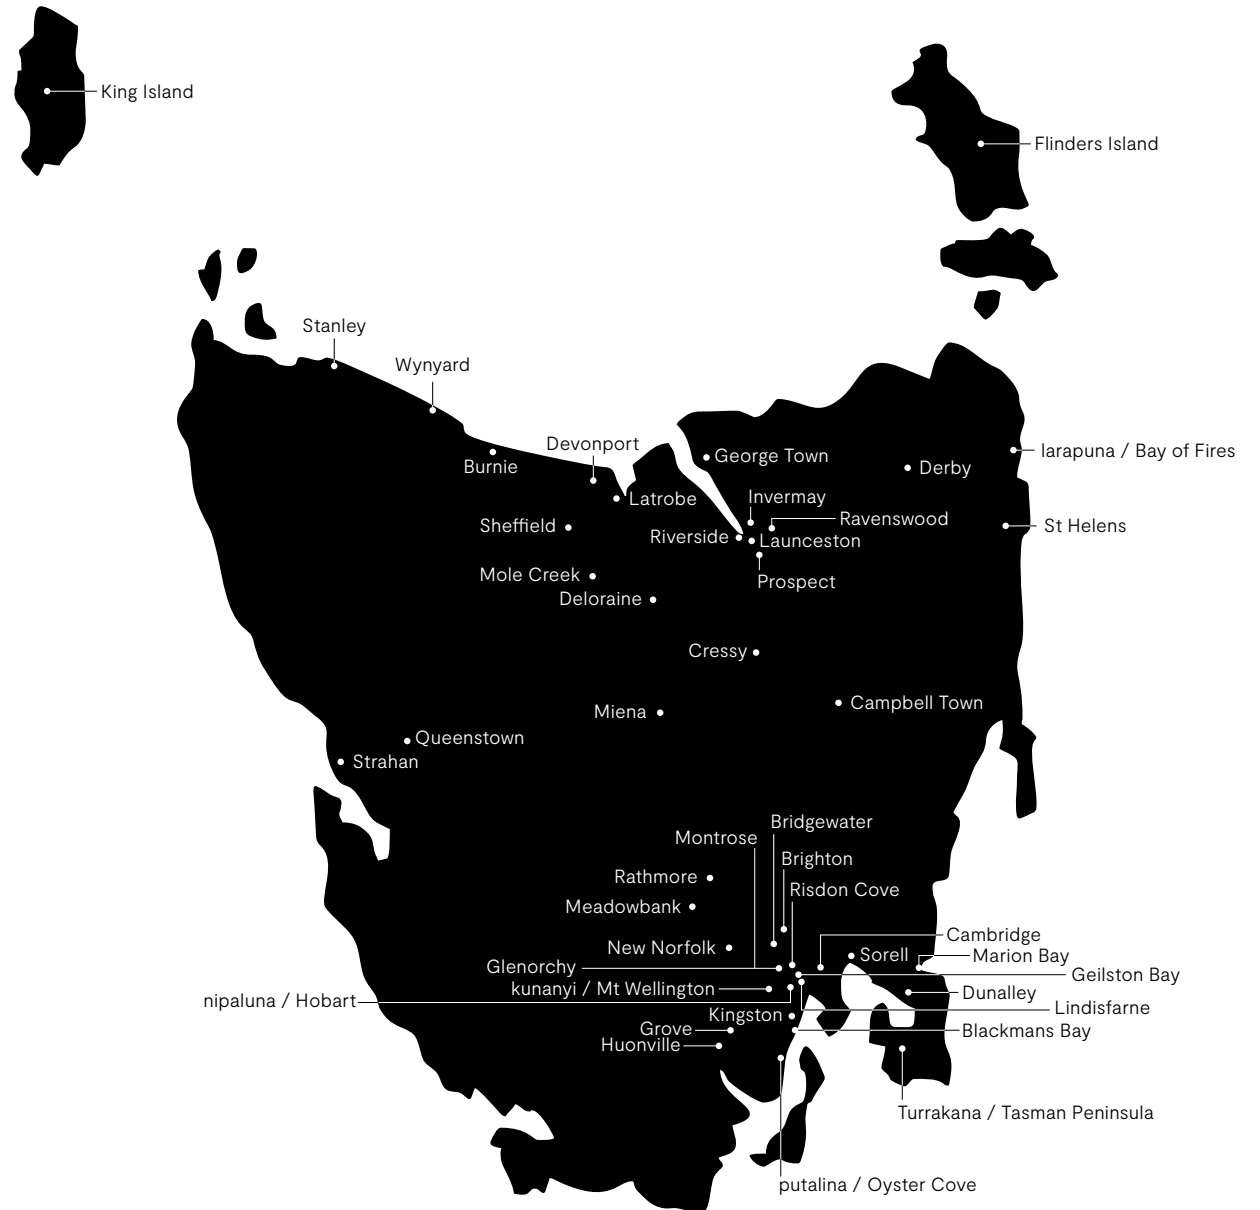 King Island
Flinders Island
Stanley
Wynyard
Devonport
Burnie
George Town
larapuna / Bay of Fires
Derby
Latrobe
Invermay
Ravenswood
Sheffield
St Helens
Riverside
Launceston
Mole Creek
Prospect
Deloraine
Cressy
Campbell Town
Miena
Queenstown
Strahan
Bridgewater
Montrose
Brighton
Rathmore
Risdon Cove
Meadowbank
Cambridge
New Norfolk
Sorell
Marion Bay
Glenorchy
Geilston Bay
kunanyi / Mt Wellington
Dunalley
nipaluna / Hobart
Lindisfarne
Kingston
Grove
Blackmans Bay
Huonville
Turrakana / Tasman Peninsula
putalina / Oyster Cove